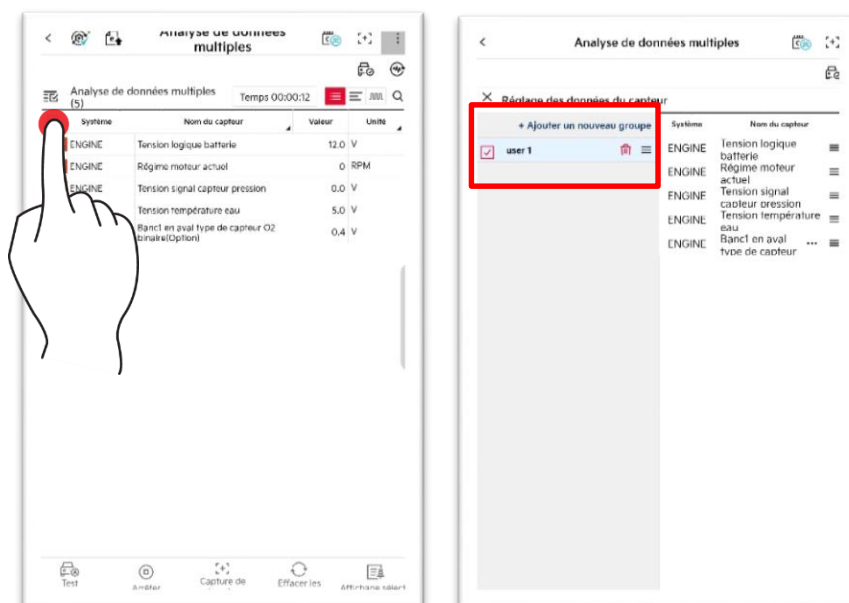 Analyse de données
multiples
Analyse de données multiples
(5)
Temps 00:00:12
Système Nom du capteur Valeur Unité
ENGINE Tension logique batterie 12.0 V
ENGINE Régime moteur actuel 0 RPM
ENGINE Tension signal capteur pression 0.0 V
Tension température eau 5.0 V
Banc1 en aval type de capteur O2
binaire(Option) 0.4 V
Test
Arrêter
Capture de
Effacer les
Affichage sélect
Analyse de données multiples
Réglage des données du capteur
+ Ajouter un nouveau groupe
user 1
Système Nom du capteur
ENGINE Tension logique
batterie
ENGINE Régime moteur
actuel
ENGINE Tension signal
capteur pression
ENGINE Tension température
eau
ENGINE Banc1 en aval ...
type de capteur